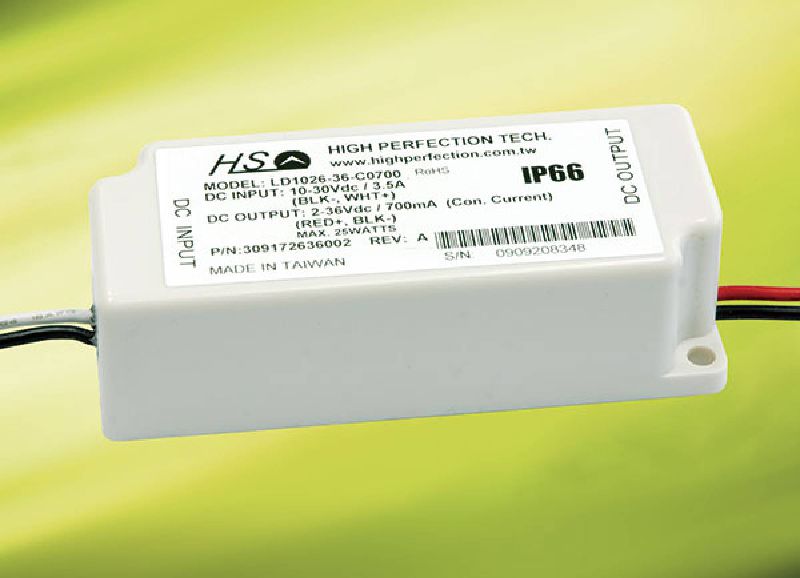 HS
HIGH PERFECTION TECH.
www.highperfection.com.tw
MODEL: LD1026-36-C0700 RoHS
IP66
DC INPUT: 10-30Vdc / 3.5A
(BLK-, WHT+)
DC OUTPUT: 2-36Vdc / 700mA (Con. Current)
(RED+, BLK-)
MAX. 25WATTS
P/N:309172636002 REV: A
S/N. 0909208348
MADE IN TAIWAN
DC INPUT
DC OUTPUT